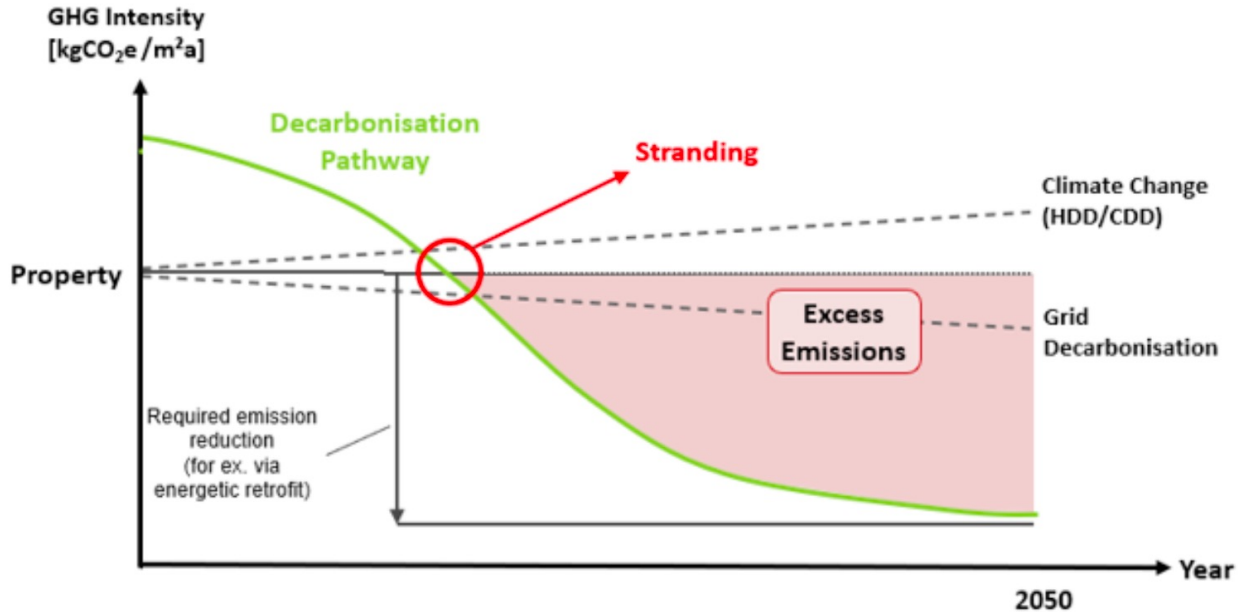 GHG Intensity
[kgCO₂e/m²a]
Decarbonisation
Pathway
Stranding
Climate Change
(HDD/CDD)
Property
Excess
Emissions
Grid
Decarbonisation
Required emission
reduction
(for ex. via
energetic retrofit)
Year
2050